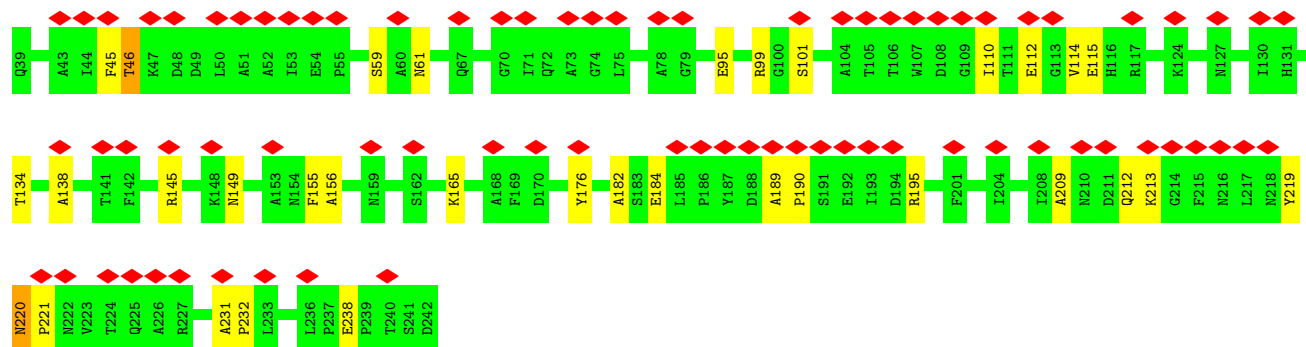 Q39 A43 I44 F45 T46 K47 D48 D49 L50 A51 A52 I53 E54 P55 S59 A60 N61 Q67 G70 I71 Q72 A73 G74 L75 A78 G79 E95 R99 G100 S101 A104 T105 T106 W107 D108 G109 I110 T111 E112 G113 V114 E115 H116 R117 K124 N127 I130 H131
T134 A138 T141 F142 R145 K148 N149 A153 N154 F155 A156 N159 S162 K165 A168 F169 D170 Y176 A182 S183 E184 L185 P186 Y187 D188 A189 P190 S191 E192 I193 D194 R195 F201 I204 I208 A209 N210 D211 Q212 K213 G214 F215 N216 L217 N218 Y219
N220 P221 N222 V223 T224 Q225 A226 R227 A231 P232 L233 L236 P237 E238 P239 T240 S241 D242